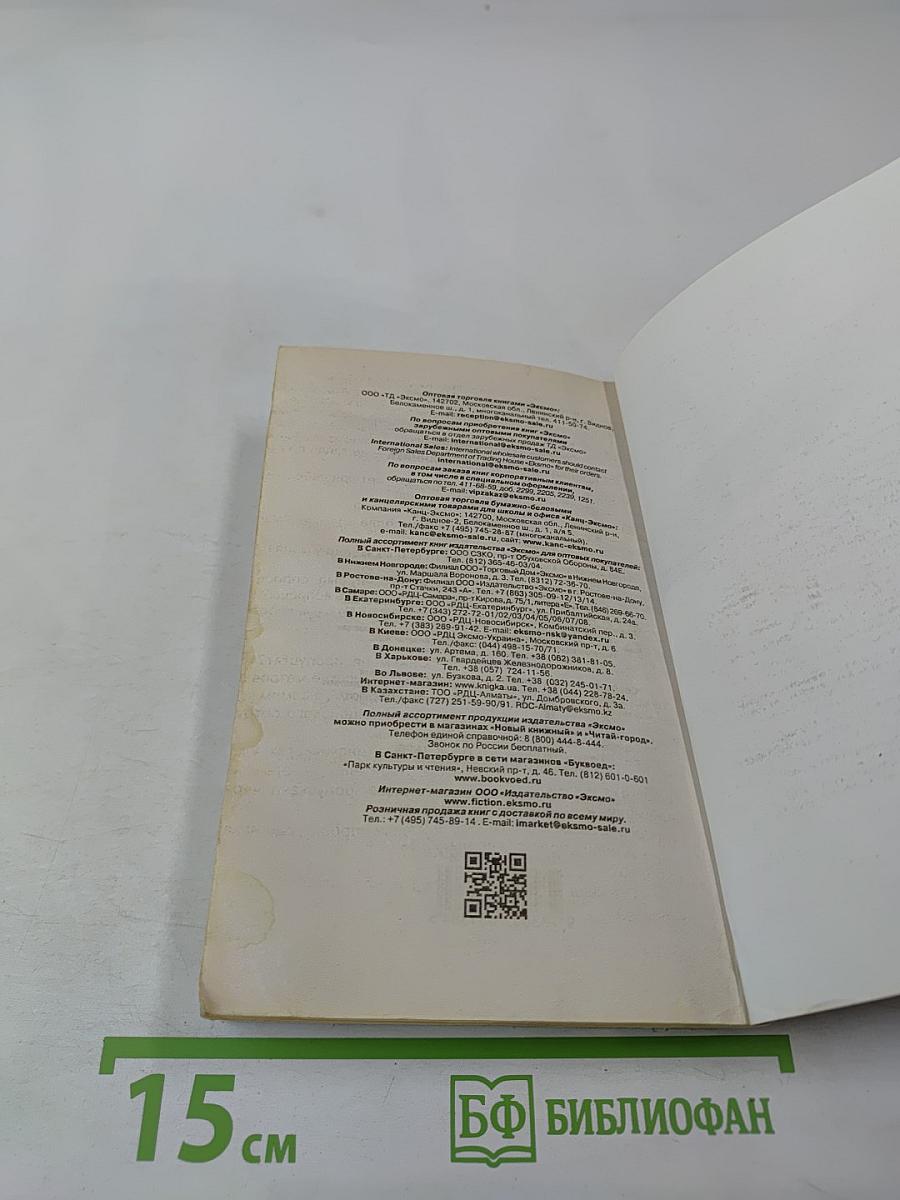 Оптовая торговля книгами «Эксмо»:
ООО «ТД «Эксмо». 142702, Московская обл., Ленинский р-н, г. Видное,
Белокаменное ш., д. 1, многоканальный тел. 411-50-74.
E-mail: reception@eksmo-sale.ru
По вопросам приобретения книг «Эксмо»
зарубежными оптовыми покупателями
обращаться в отдел зарубежных продаж ТД «Эксмо»
E-mail: international@eksmo-sale.ru
International Sales: International wholesale customers should contact
Foreign Sales Department of Trading House «Eksmo» for their orders.
international@eksmo-sale.ru
По вопросам заказа книг корпоративным клиентам,
в том числе в специальном оформлении,
обращаться по тел. 411-68-59, доб. 2299, 2205, 2239, 1251.
E-mail: vipzakaz@eksmo.ru
Оптовая торговля бумажно-беловыми
и канцелярскими товарами для школы и офиса «Канц-Эксмо»:
Компания «Канц-Эксмо»: 142700, Московская обл., Ленинский р-н,
г. Видное-2, Белокаменное ш., д. 1, а/я 5.
Тел./факс +7 (495) 745-28-87 (многоканальный).
e-mail: kanc@eksmo-sale.ru, сайт: www.kanc-eksmo.ru
Полный ассортимент книг издательства «Эксмо» для оптовых покупателей:
В Санкт-Петербурге: ООО СЗКО, пр-т Обуховской Обороны, д. 84Е.
Тел. (812) 365-46-03/04.
В Нижнем Новгороде: Филиал ООО «Торговый Дом «Эксмо» в Нижнем Новгороде,
ул. Маршала Воронова, д. 3. Тел. (8312) 72-36-70.
В Ростове-на-Дону: Филиал ООО «Издательство «Эксмо» в г. Ростове-на-Дону,
пр-т Стачки, 243 «А». Тел. +7 (863) 305-09-12/13/14.
В Самаре: ООО «РДЦ-Самара», пр-т Кирова, д. 75/1, литера «Е». Тел. (846) 269-66-70.
В Екатеринбурге: ООО «РДЦ-Екатеринбург», ул. Прибалтийская, д. 24а.
Тел. +7 (343) 272-72-01/02/03/04/05/06/07/08.
В Новосибирске: ООО «РДЦ-Новосибирск», Комбинатский пер., д. 3.
Тел. +7 (383) 289-91-42. E-mail: eksmo-nsk@yandex.ru
В Киеве: ООО «РДЦ Эксмо-Украина», Московский пр-т, д. 6.
Тел./факс: (044) 498-15-70/71.
В Донецке: ул. Артема, д. 160. Тел. +38 (062) 381-81-05.
В Харькове: ул. Гвардейцев Железнодорожников, д. 8.
Тел. +38 (057) 724-11-56.
Во Львове: ул. Бузкова, д. 2. Тел. +38 (032) 245-01-71.
Интернет-магазин: www.knigka.ua. Тел. +38 (044) 228-78-24.
В Казахстане: ТОО «РДЦ-Алматы», ул. Домбровского, д. 3а.
Тел./факс (727) 251-59-90/91. RDC-Almaty@eksmo.kz
Полный ассортимент продукции издательства «Эксмо»
можно приобрести в магазинах «Новый книжный» и «Читай-город».
Телефон единой справочной: 8 (800) 444-8-444.
Звонок по России бесплатный.
В Санкт-Петербурге в сети магазинов «Буквоед»:
«Парк культуры и чтения», Невский пр-т, д. 46. Тел. (812) 601-0-601
www.bookvoed.ru
Интернет-магазин ООО «Издательство «Эксмо»
www.fiction.eksmo.ru
Розничная продажа книг с доставкой по всему миру.
Тел.: +7 (495) 745-89-14. E-mail: imarket@eksmo-sale.ru
15 см
БФ БИБЛИОФАН